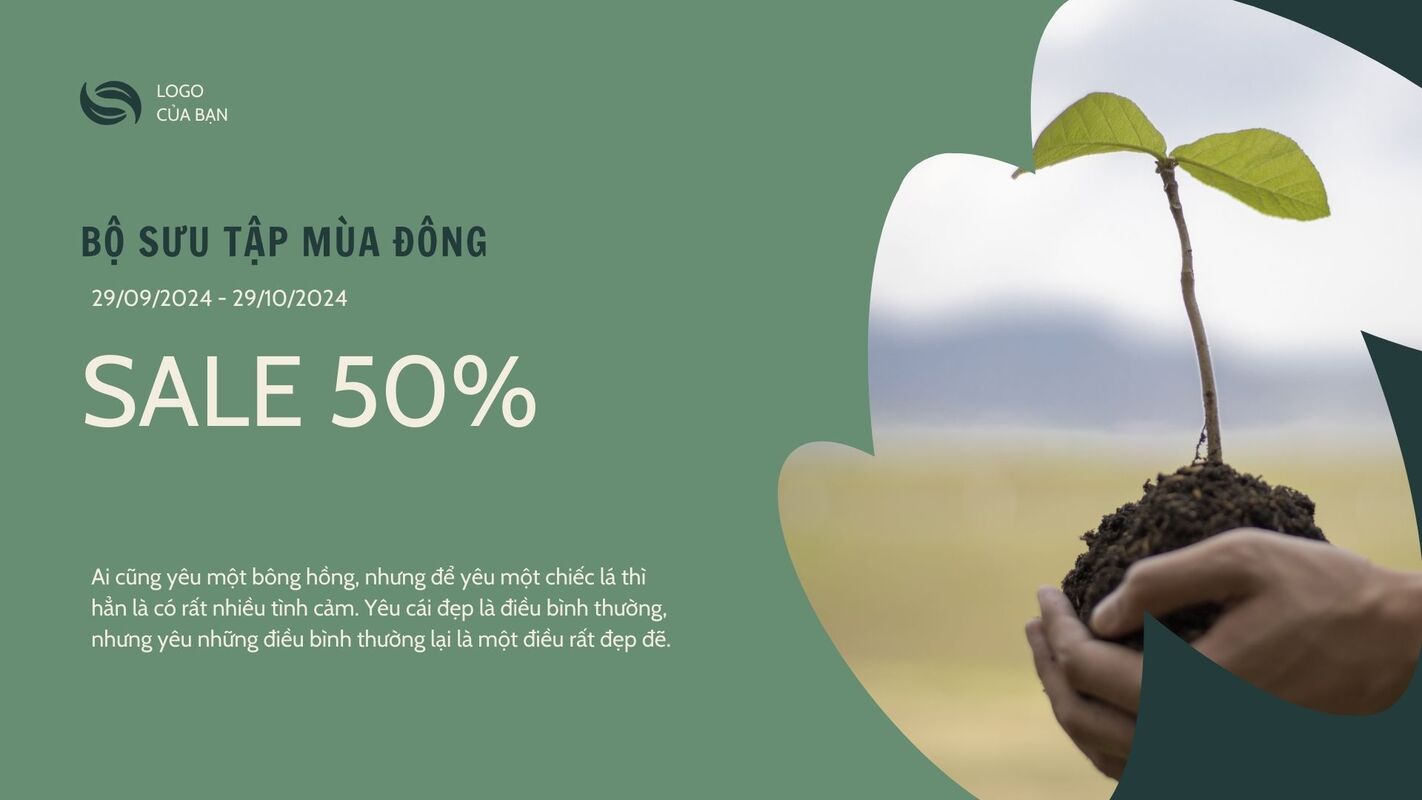 LOGO
CỦA BẠN
BỘ SƯU TẬP MÙA ĐÔNG
29/09/2024 - 29/10/2024
SALE 50%
Ai cũng yêu một bông hồng, nhưng để yêu một chiếc lá thì
hẳn là có rất nhiều tình cảm. Yêu cái đẹp là điều bình thường,
nhưng yêu những điều bình thường lại là một điều rất đẹp đẽ.